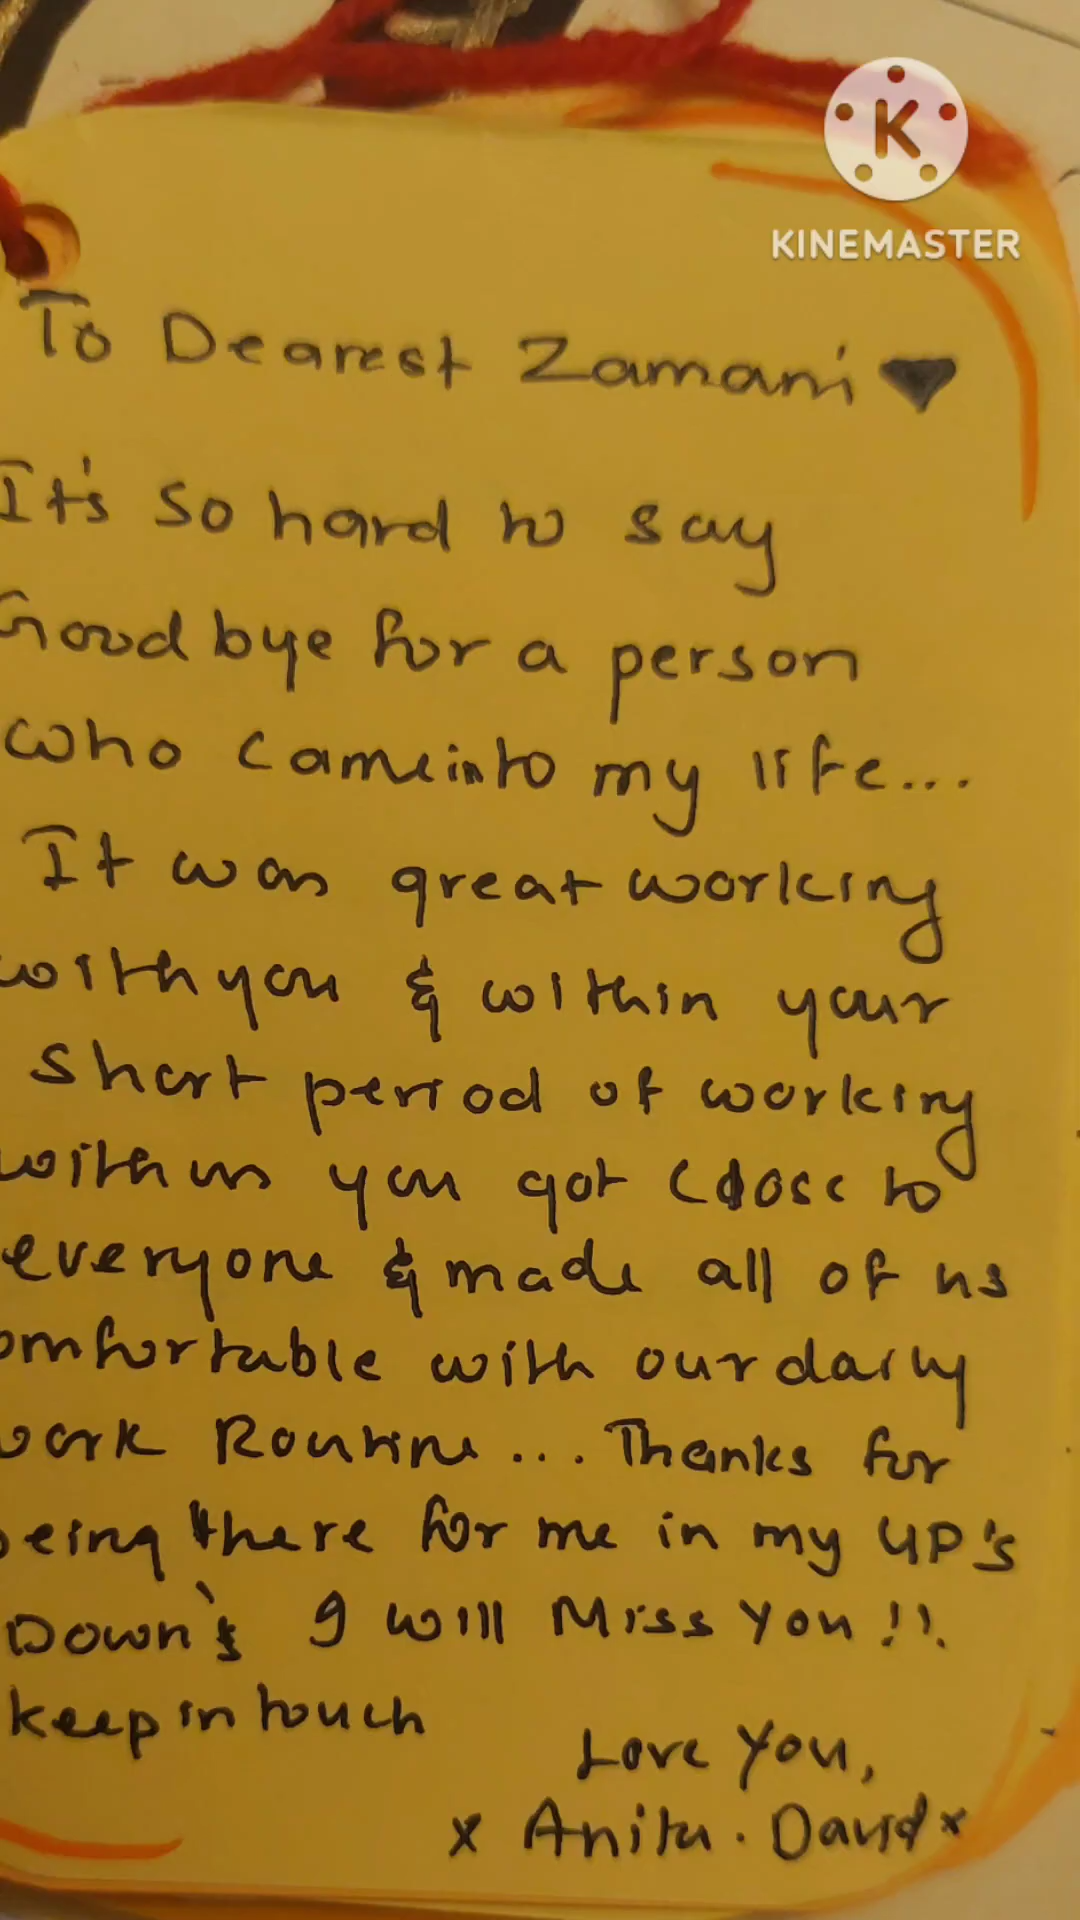 K
KINEMASTER
To Dearest Zamani
It's so hard to say
Goodbye for a person
who came into my life...
It was great working
with you & within your
short period of working
with us you got close to
everyone & made all of us
omfortable with our daily
work Routine... Thanks for
being there for me in my UP's
Down's I will Miss You!!
keep in touch
Love You,
x Anita. David x